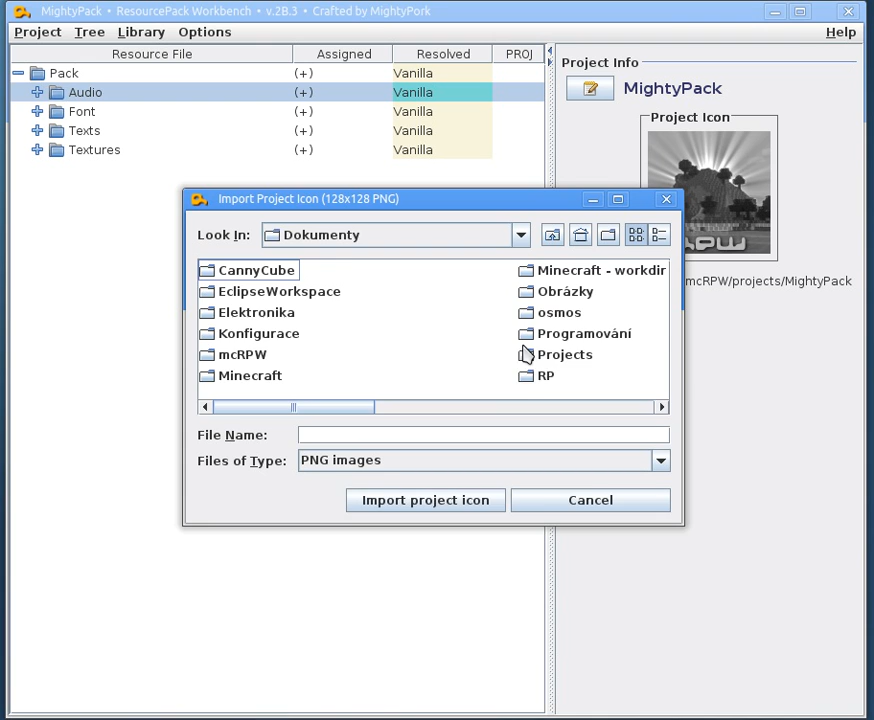 MightyPack • ResourcePack Workbench • v.2B.3 • Crafted by MightyPork
Project Tree Library Options Help
Resource File Assigned Resolved PROJ
Pack (+) Vanilla
Audio (+) Vanilla
Font (+) Vanilla
Texts (+) Vanilla
Textures (+) Vanilla
Project Info
MightyPack
Project Icon
mcRPW/projects/MightyPack
Import Project Icon (128x128 PNG)
Look In: Dokumenty
CannyCube
EclipseWorkspace
Elektronika
Konfigurace
mcRPW
Minecraft
Minecraft - workdir
Obrázky
osmos
Programování
Projects
RP
File Name:
Files of Type: PNG images
Import project icon Cancel